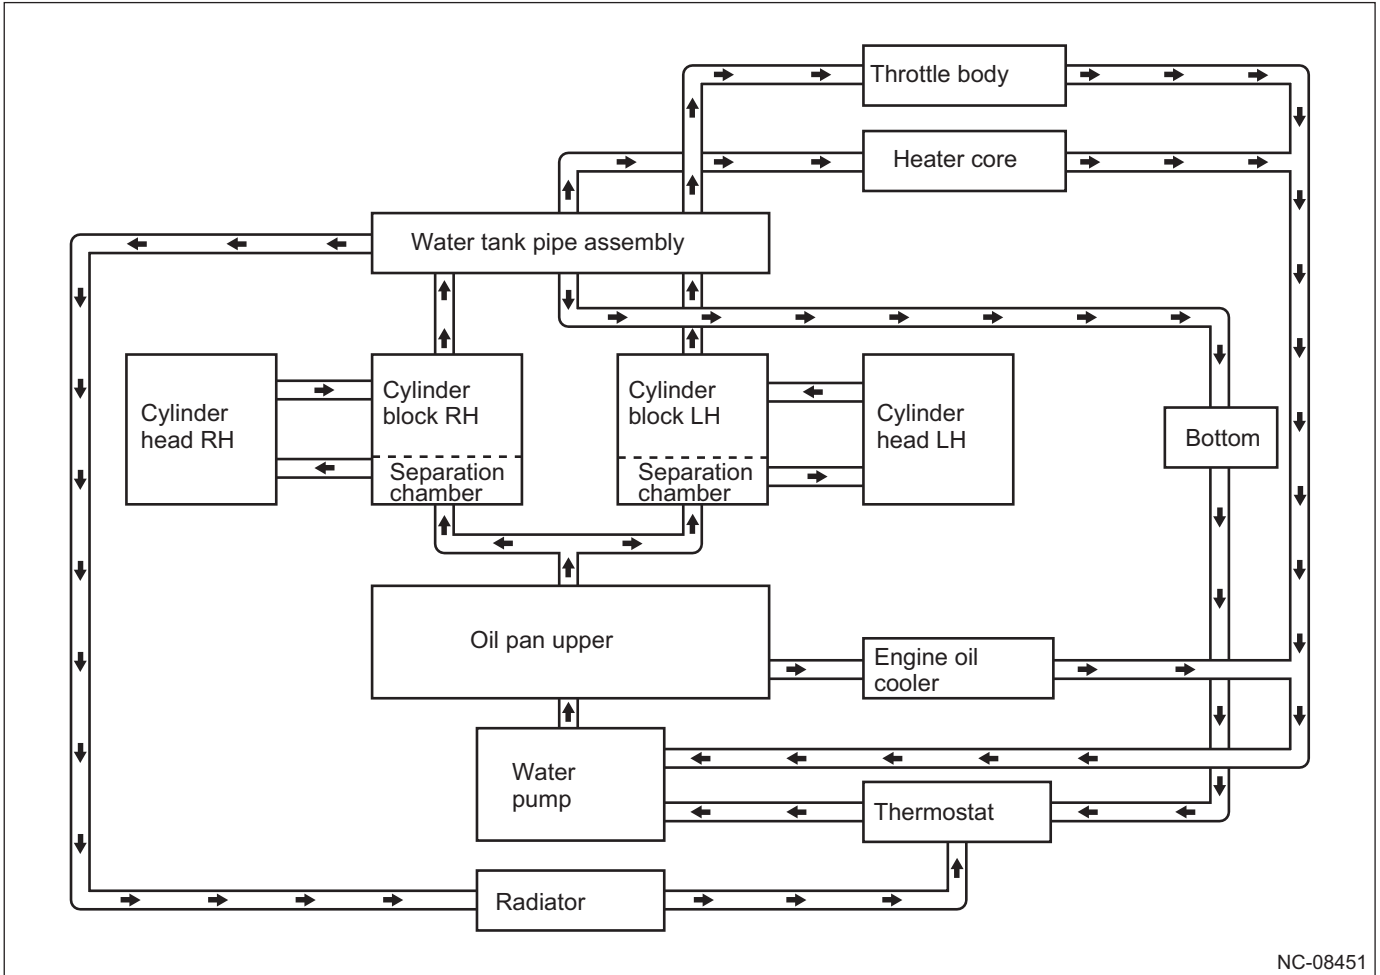 Throttle body
Heater core
Water tank pipe assembly
Cylinder
head RH
Cylinder
block RH
Separation
chamber
Cylinder
block LH
Separation
chamber
Cylinder
head LH
Bottom
Oil pan upper
Engine oil
cooler
Water
pump
Thermostat
Radiator
NC-08451